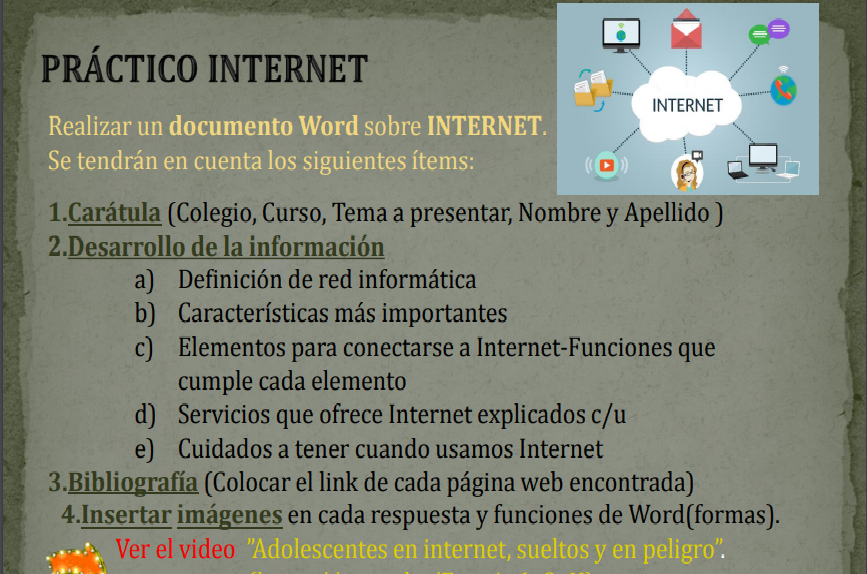 PRÁCTICO INTERNET
INTERNET
Realizar un documento Word sobre INTERNET.
Se tendrán en cuenta los siguientes ítems:
1.Carátula (Colegio, Curso, Tema a presentar, Nombre y Apellido )
2.Desarrollo de la información
a) Definición de red informática
b) Características más importantes
c) Elementos para conectarse a Internet-Funciones que
cumple cada elemento
d) Servicios que ofrece Internet explicados c/u
e) Cuidados a tener cuando usamos Internet
3.Bibliografía (Colocar el link de cada página web encontrada)
4.Insertar imágenes en cada respuesta y funciones de Word(formas).
Ver el video "Adolescentes en internet, sueltos y en peligro".